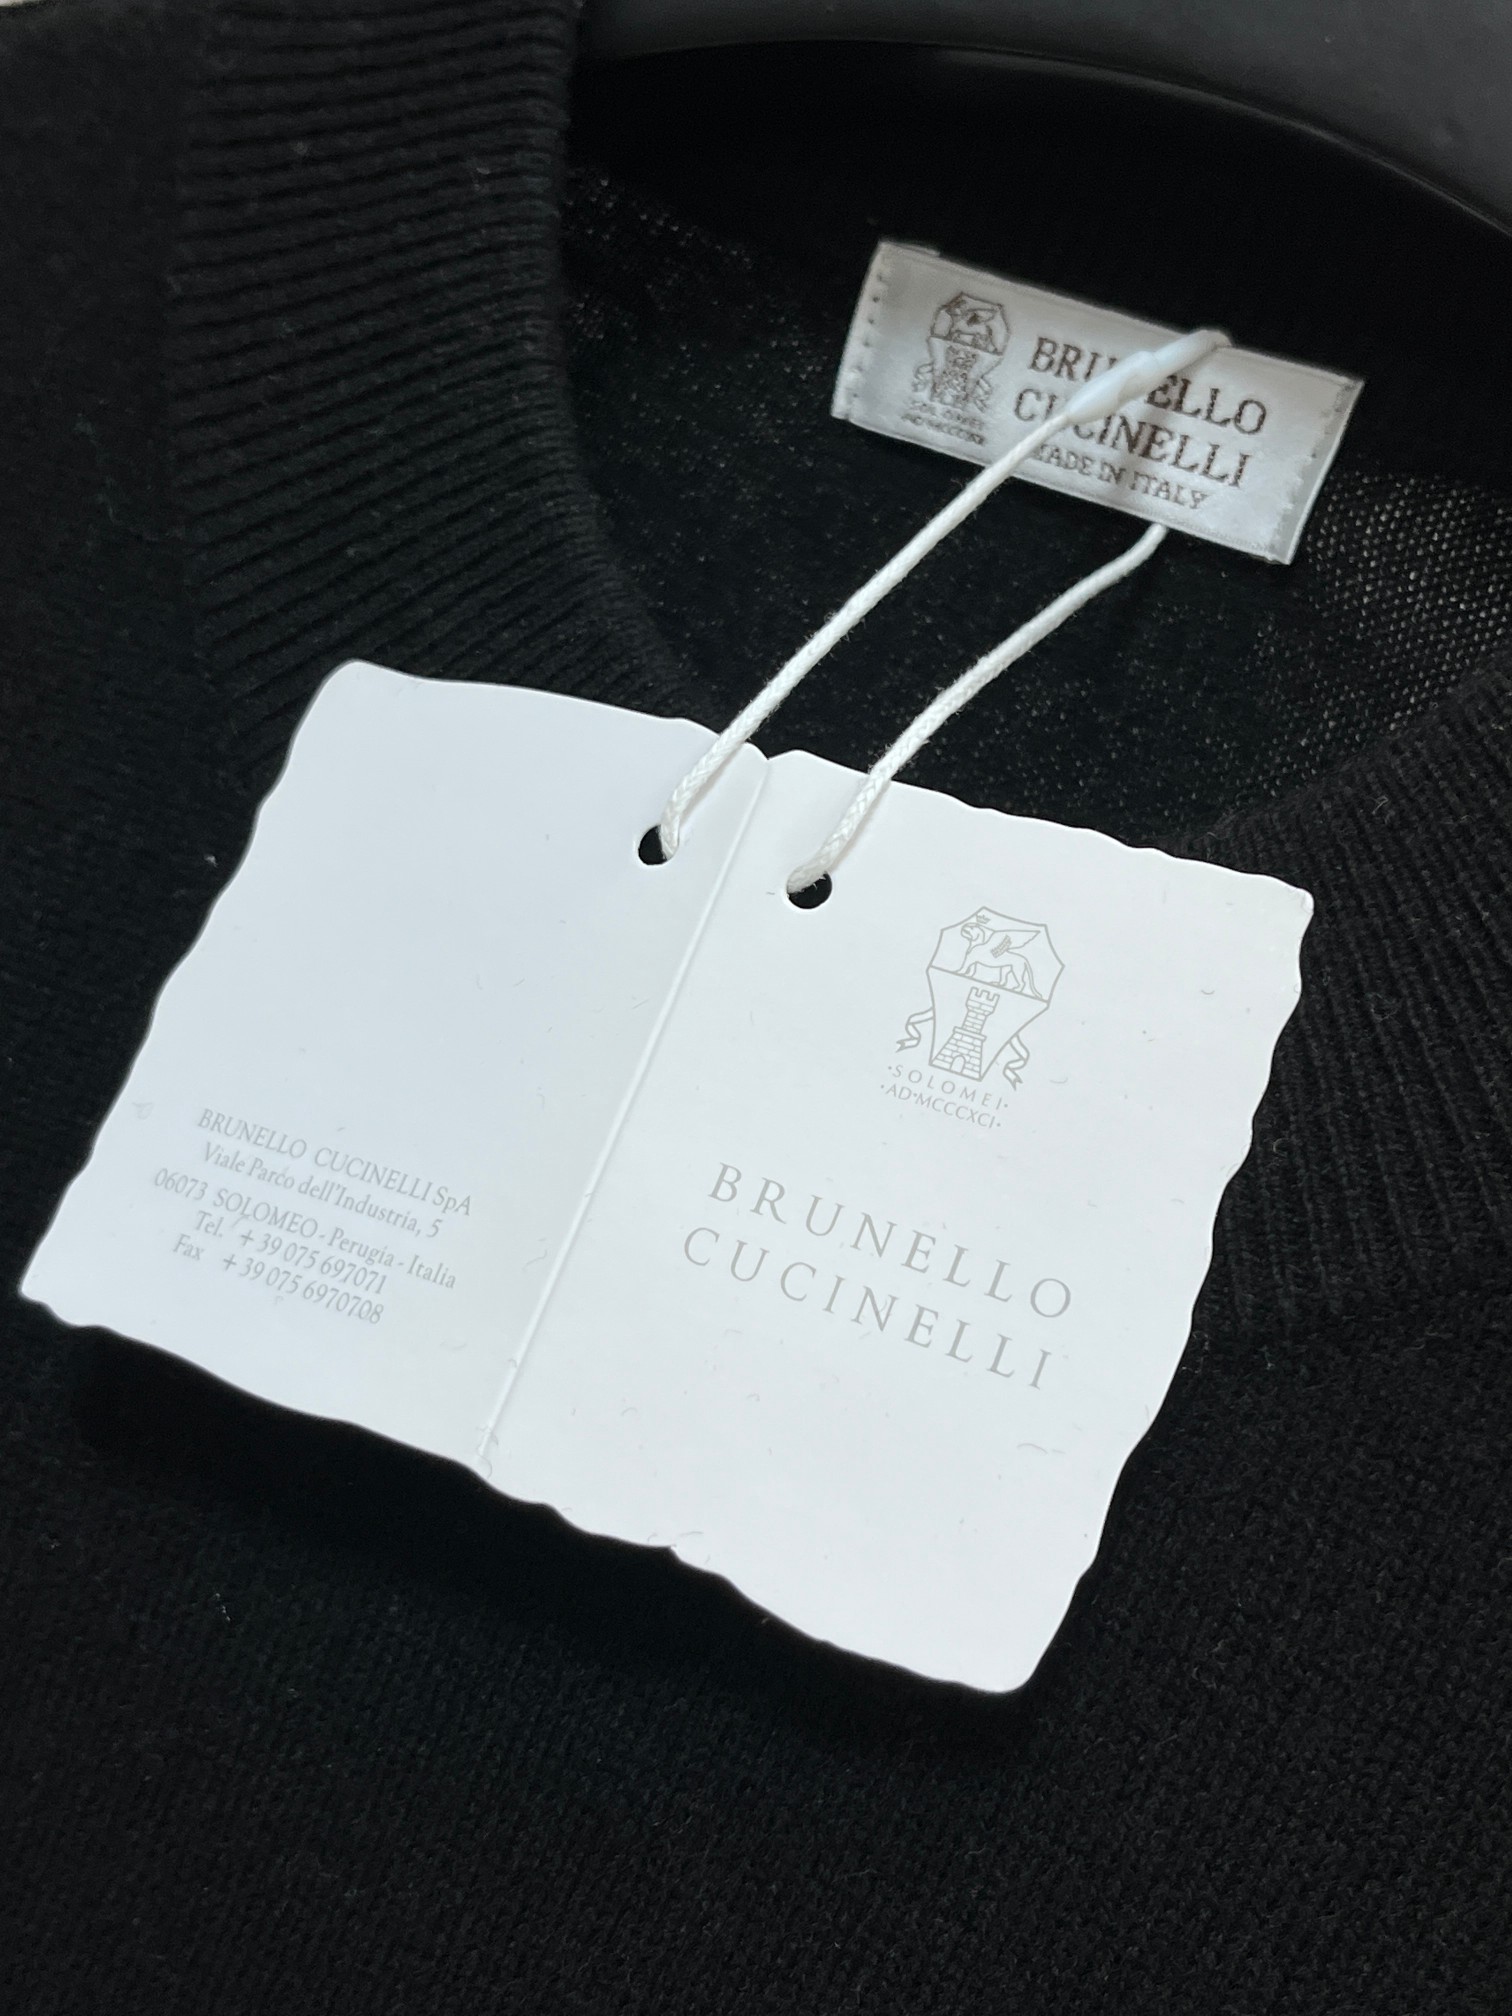 BRUNELLO
CUCINELLI
MADE IN ITALY
BRUNELLO CUCINELLI SpA
Viale Parco dell'Industria, 5
06073 SOLOMEO - Perugia - Italia
Tel. +39 075 697071
Fax +39 075 6970708
·SOLOMEI·
·AD·MCCCXCI·
BRUNELLO
CUCINELLI